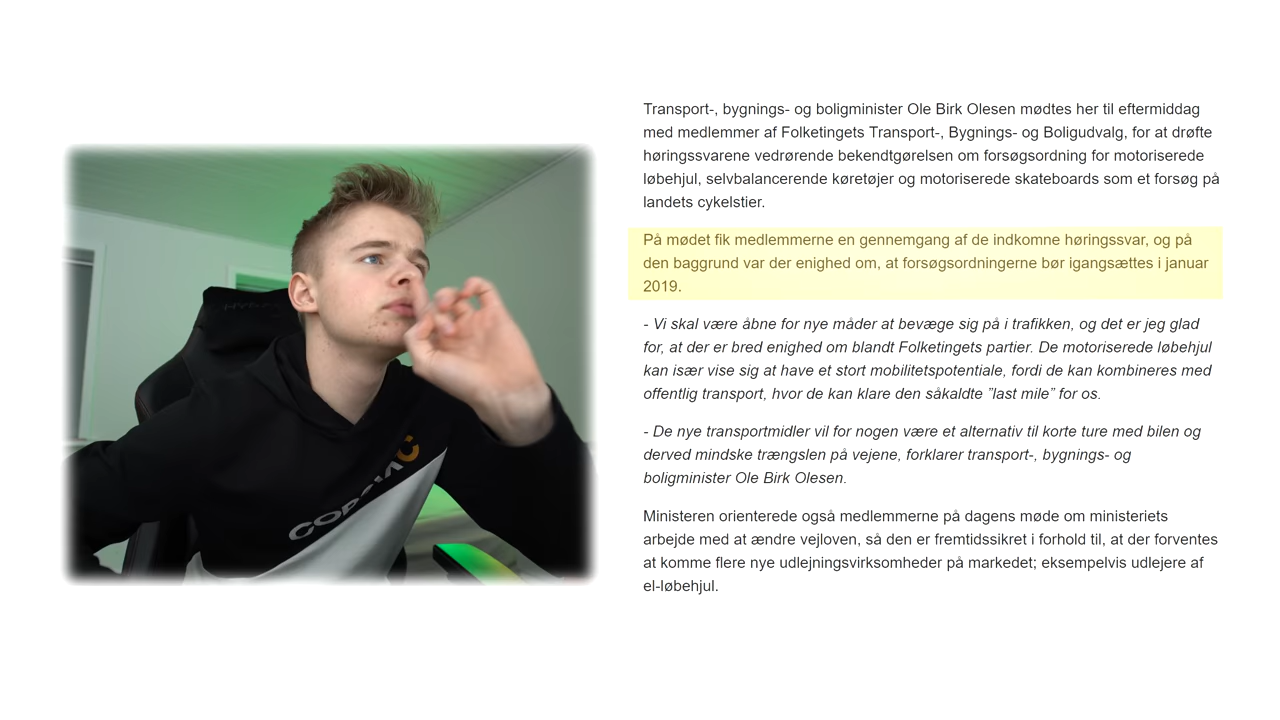 Transport-, bygnings- og boligminister Ole Birk Olesen mødtes her til eftermiddag
med medlemmer af Folketingets Transport-, Bygnings- og Boligudvalg, for at drøfte
høringssvarene vedrørende bekendtgørelsen om forsøgsordning for motoriserede
løbehjul, selvbalancerende køretøjer og motoriserede skateboards som et forsøg på
landets cykelstier.
På mødet fik medlemmerne en gennemgang af de indkomne høringssvar, og på
den baggrund var der enighed om, at forsøgsordningerne bør igangsættes i januar
2019.
- Vi skal være åbne for nye måder at bevæge sig på i trafikken, og det er jeg glad
for, at der er bred enighed om blandt Folketingets partier. De motoriserede løbehjul
kan især vise sig at have et stort mobilitetspotentiale, fordi de kan kombineres med
offentlig transport, hvor de kan klare den såkaldte ”last mile” for os.
- De nye transportmidler vil for nogen være et alternativ til korte ture med bilen og
derved mindske trængslen på vejene, forklarer transport-, bygnings- og
boligminister Ole Birk Olesen.
Ministeren orienterede også medlemmerne på dagens møde om ministeriets
arbejde med at ændre vejloven, så den er fremtidssikret i forhold til, at der forventes
at komme flere nye udlejningsvirksomheder på markedet; eksempelvis udlejere af
el-løbehjul.